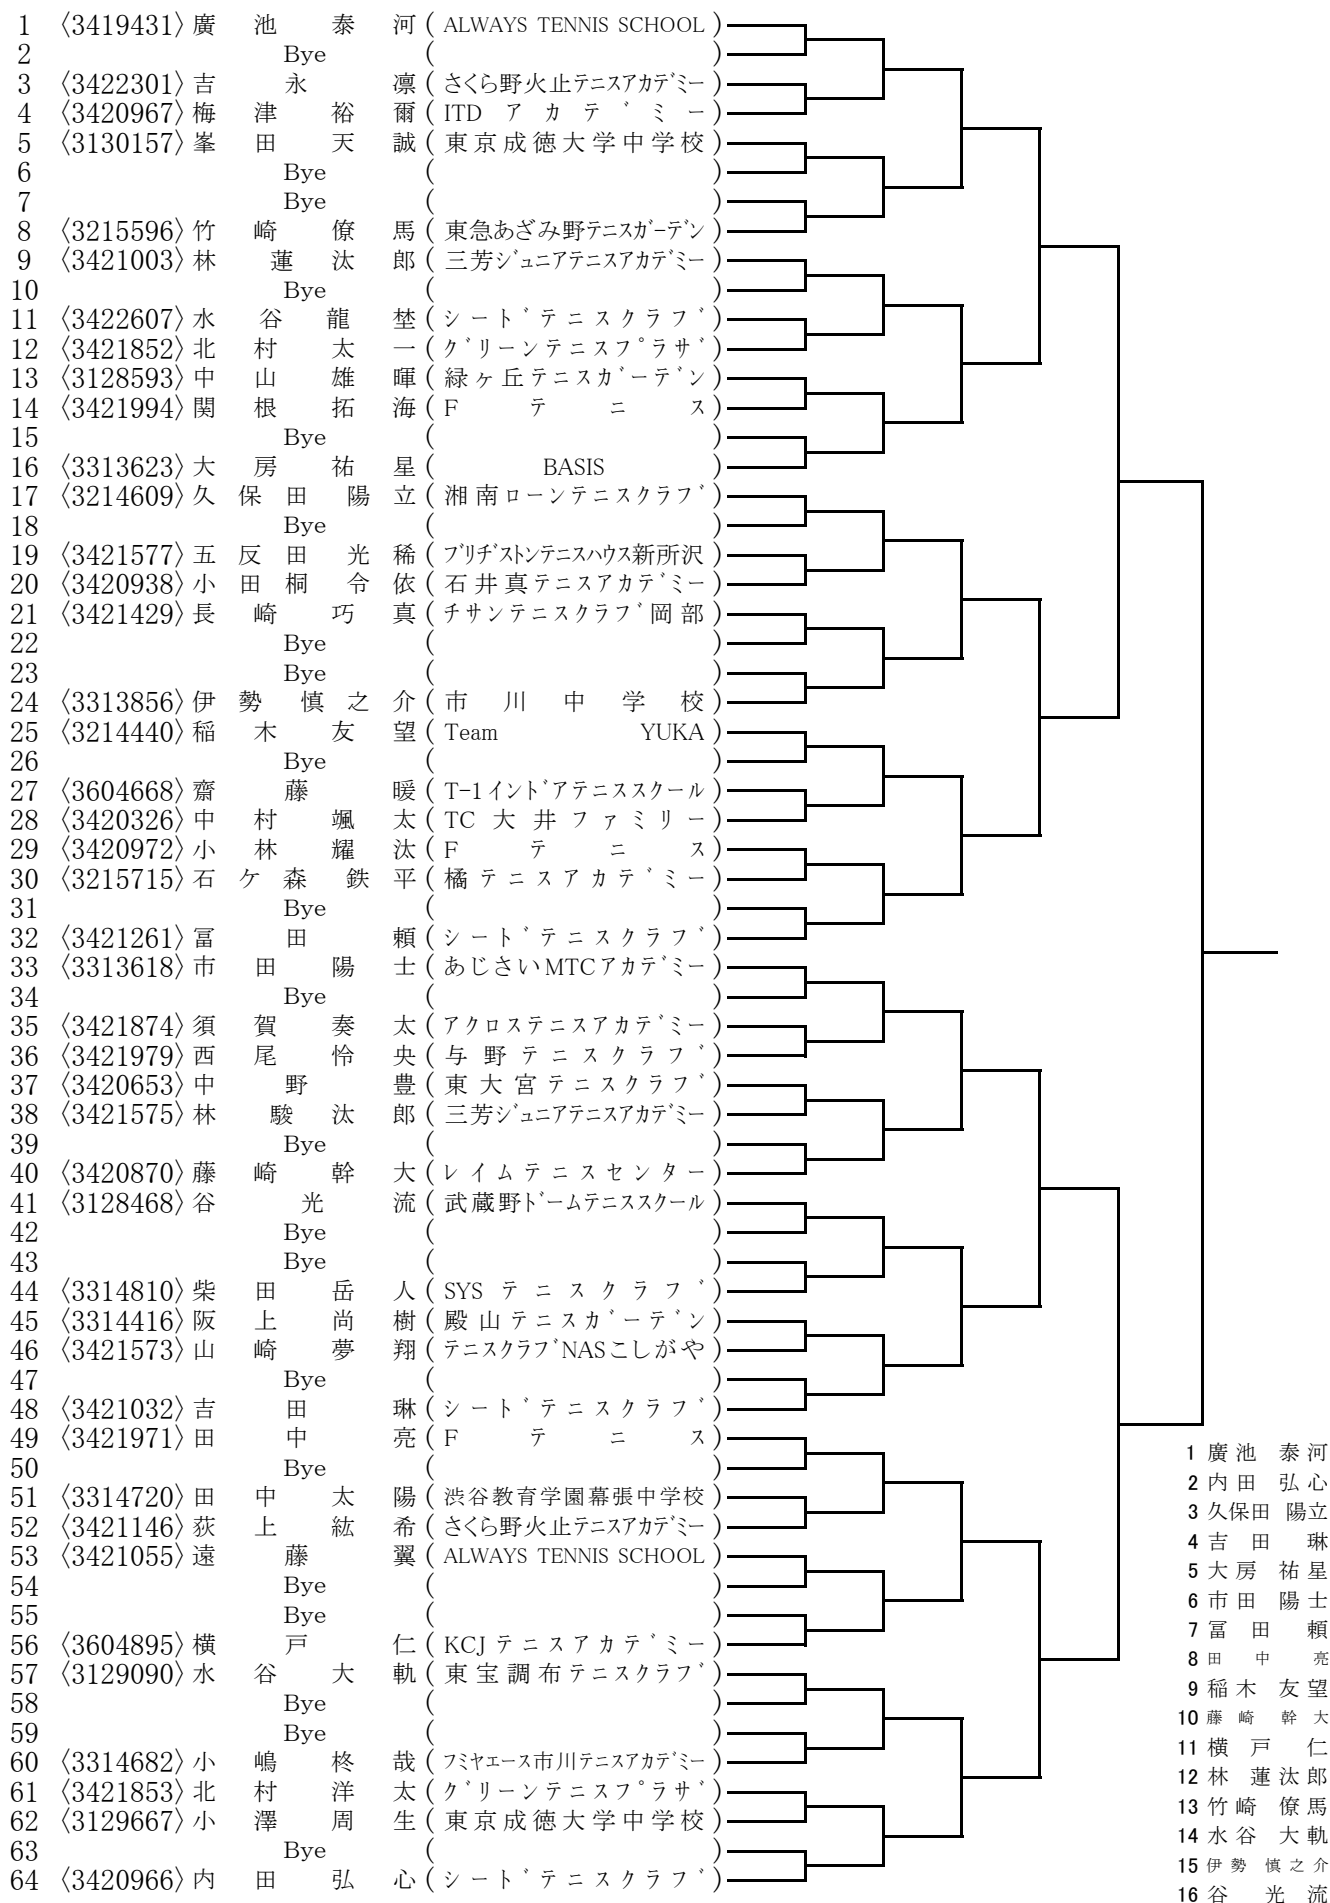 1 〈3419431〉 廣池 泰河 ( ALWAYS TENNIS SCHOOL )
2 Bye ( )
3 〈3422301〉 吉永 凛 ( さくら野火止テニスアカデミー )
4 〈3420967〉 梅津 裕爾 ( ITD アカデミー )
5 〈3130157〉 峯田 天誠 ( 東京成徳大学中学校 )
6 Bye ( )
7 Bye ( )
8 〈3215596〉 竹崎 僚馬 ( 東急あざみ野テニスガーデン )
9 〈3421003〉 林 蓮汰郎 ( 三芳ジュニアテニスアカデミー )
10 Bye ( )
11 〈3422607〉 水谷 龍埜 ( シードテニスクラブ )
12 〈3421852〉 北村 太一 ( グリーンテニスプラザ )
13 〈3128593〉 中山 雄暉 ( 緑ヶ丘テニスガーデン )
14 〈3421994〉 関根 拓海 ( F テニス )
15 Bye ( )
16 〈3313623〉 大房 祐星 ( BASIS )
17 〈3214609〉 久保田 陽立 ( 湘南ローンテニスクラブ )
18 Bye ( )
19 〈3421577〉 五反田 光稀 ( ブリヂストンテニスハウス新所沢 )
20 〈3420938〉 小田桐 令依 ( 石井真テニスアカデミー )
21 〈3421429〉 長崎 巧真 ( チサンテニスクラブ岡部 )
22 Bye ( )
23 Bye ( )
24 〈3313856〉 伊勢 慎之介 ( 市川中学校 )
25 〈3214440〉 稲木 友望 ( Team YUKA )
26 Bye ( )
27 〈3604668〉 齋藤 暖 ( T-1インドアテニススクール )
28 〈3420326〉 中村 颯太 ( TC 大井ファミリー )
29 〈3420972〉 小林 耀汰 ( F テニス )
30 〈3215715〉 石ケ森 鉄平 ( 橘テニスアカデミー )
31 Bye ( )
32 〈3421261〉 冨田 頼 ( シードテニスクラブ )
33 〈3313618〉 市田 陽士 ( あじさいMTCアカデミー )
34 Bye ( )
35 〈3421874〉 須賀 奏太 ( アクロステニスアカデミー )
36 〈3421979〉 西尾 怜央 ( 与野テニスクラブ )
37 〈3420653〉 中野 豊 ( 東大宮テニスクラブ )
38 〈3421575〉 林 駿汰郎 ( 三芳ジュニアテニスアカデミー )
39 Bye ( )
40 〈3420870〉 藤崎 幹大 ( レイムテニスセンター )
41 〈3128468〉 谷 光流 ( 武蔵野ドームテニススクール )
42 Bye ( )
43 Bye ( )
44 〈3314810〉 柴田 岳人 ( SYS テニスクラブ )
45 〈3314416〉 阪上 尚樹 ( 殿山テニスガーデン )
46 〈3421573〉 山崎 夢翔 ( テニスクラブNASこしがや )
47 Bye ( )
48 〈3421032〉 吉田 琳 ( シードテニスクラブ )
49 〈3421971〉 田中 亮 ( F テニス )
50 Bye ( )
51 〈3314720〉 田中 太陽 ( 渋谷教育学園幕張中学校 )
52 〈3421146〉 荻上 紘希 ( さくら野火止テニスアカデミー )
53 〈3421055〉 遠藤 翼 ( ALWAYS TENNIS SCHOOL )
54 Bye ( )
55 Bye ( )
56 〈3604895〉 横戸 仁 ( KCJ テニスアカデミー )
57 〈3129090〉 水谷 大軌 ( 東宝調布テニスクラブ )
58 Bye ( )
59 Bye ( )
60 〈3314682〉 小嶋 柊哉 ( フミヤエース市川テニスアカデミー )
61 〈3421853〉 北村 洋太 ( グリーンテニスプラザ )
62 〈3129667〉 小澤 周生 ( 東京成徳大学中学校 )
63 Bye ( )
64 〈3420966〉 内田 弘心 ( シードテニスクラブ )
1 廣池 泰河
2 内田 弘心
3 久保田 陽立
4 吉田 琳
5 大房 祐星
6 市田 陽士
7 冨田 頼
8 田中 亮
9 稲木 友望
10 藤崎 幹大
11 横戸 仁
12 林 蓮汰郎
13 竹崎 僚馬
14 水谷 大軌
15 伊勢 慎之介
16 谷 光流